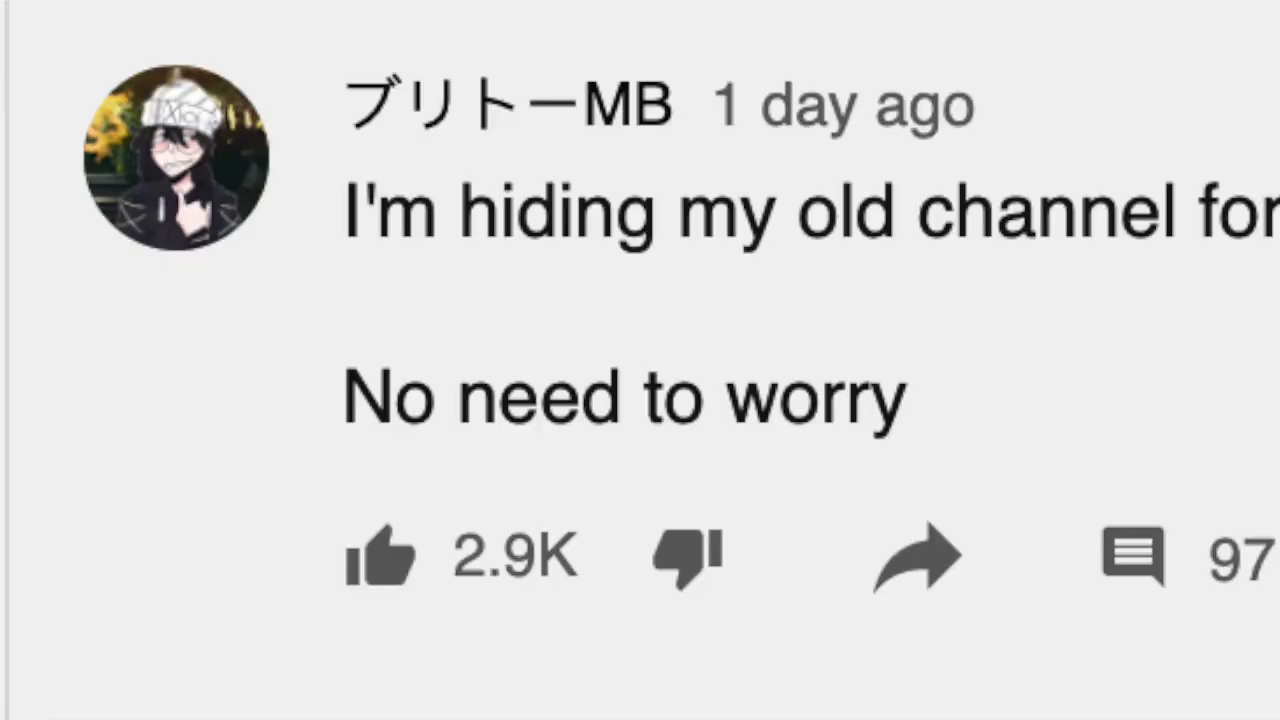 ブリトーMB 1 day ago
I'm hiding my old channel for
No need to worry
2.9K 97